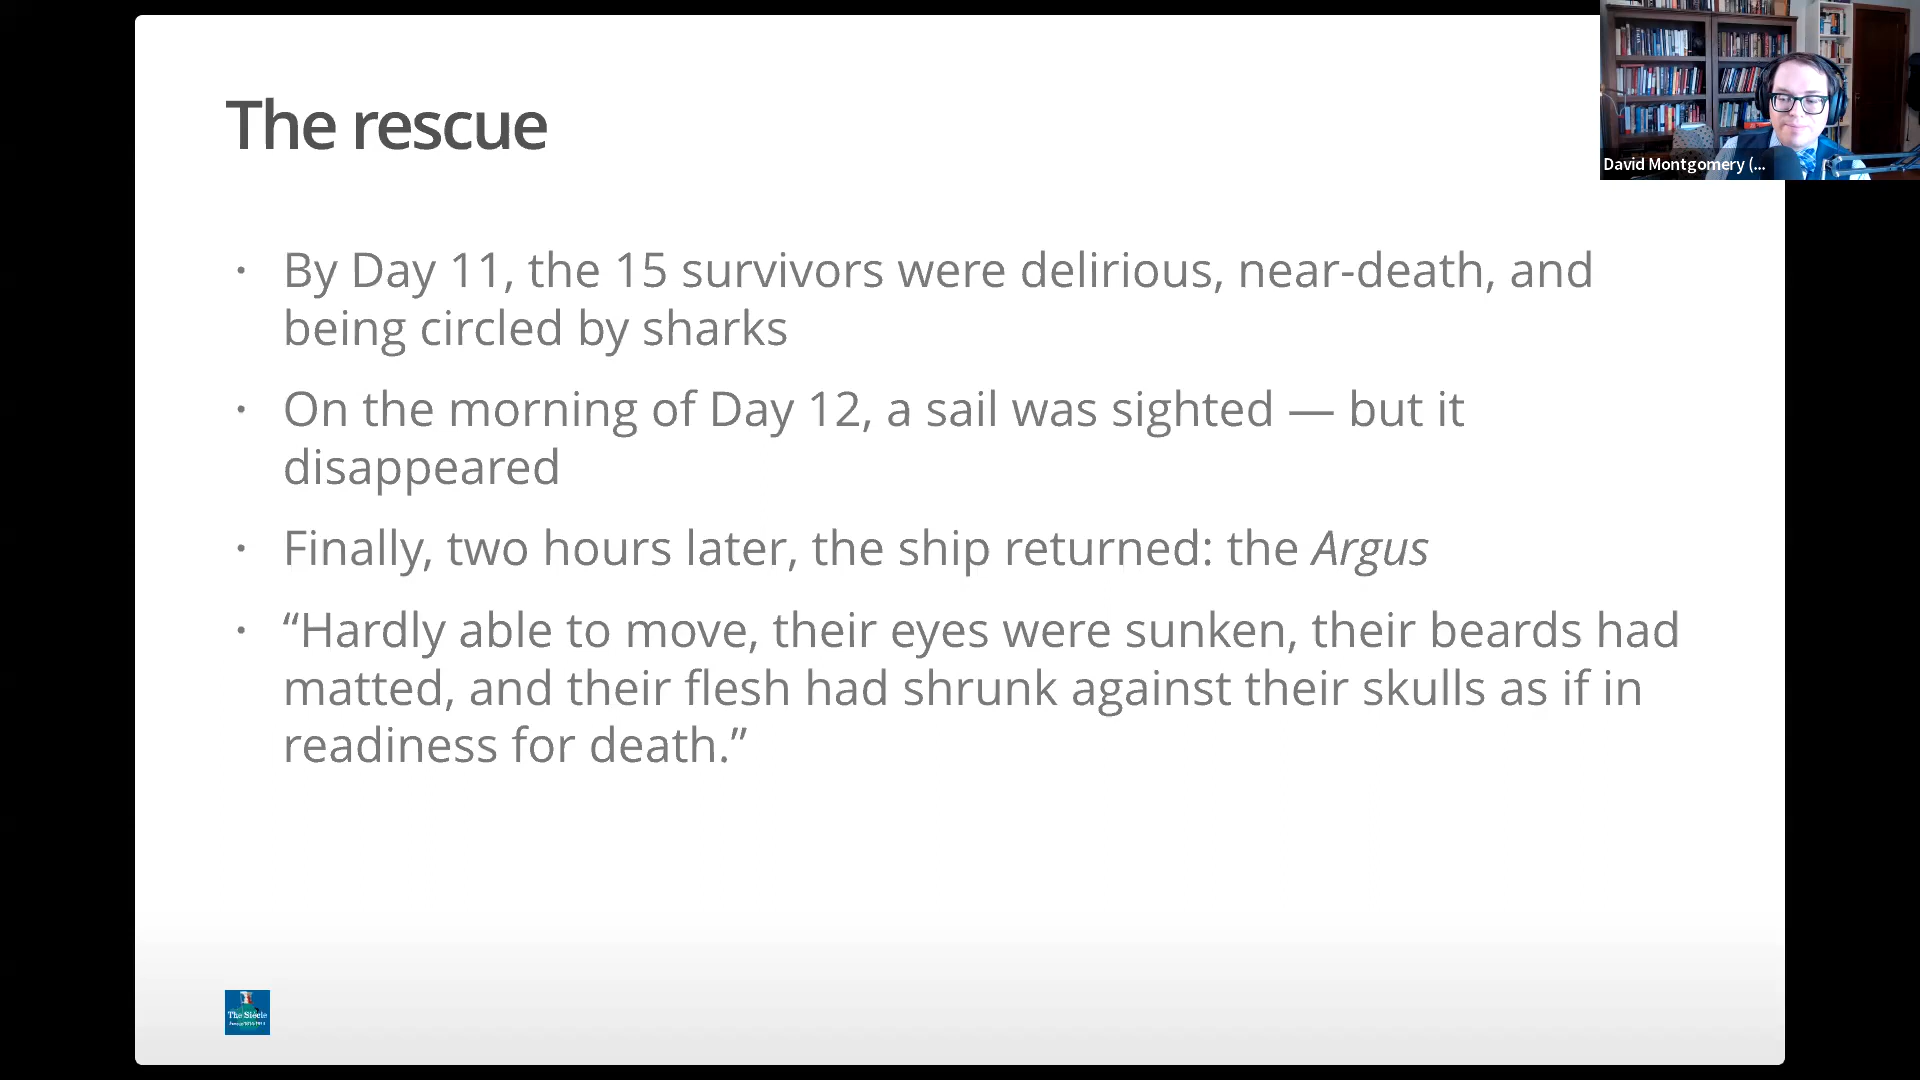 The rescue
David Montgomery (...
• By Day 11, the 15 survivors were delirious, near-death, and
being circled by sharks
• On the morning of Day 12, a sail was sighted — but it
disappeared
• Finally, two hours later, the ship returned: the Argus
• “Hardly able to move, their eyes were sunken, their beards had
matted, and their flesh had shrunk against their skulls as if in
readiness for death.”
The Siècle